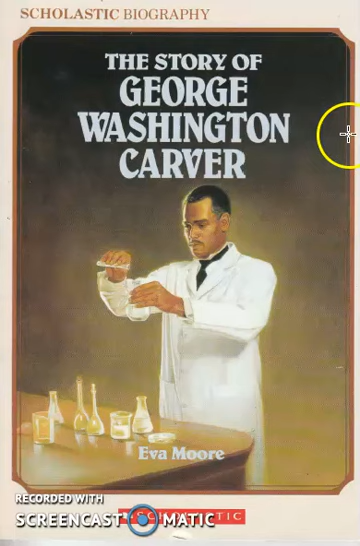 SCHOLASTIC BIOGRAPHY
THE STORY OF
GEORGE
WASHINGTON
CARVER
Eva Moore
RECORDED WITH
SCREENCAST MATIC